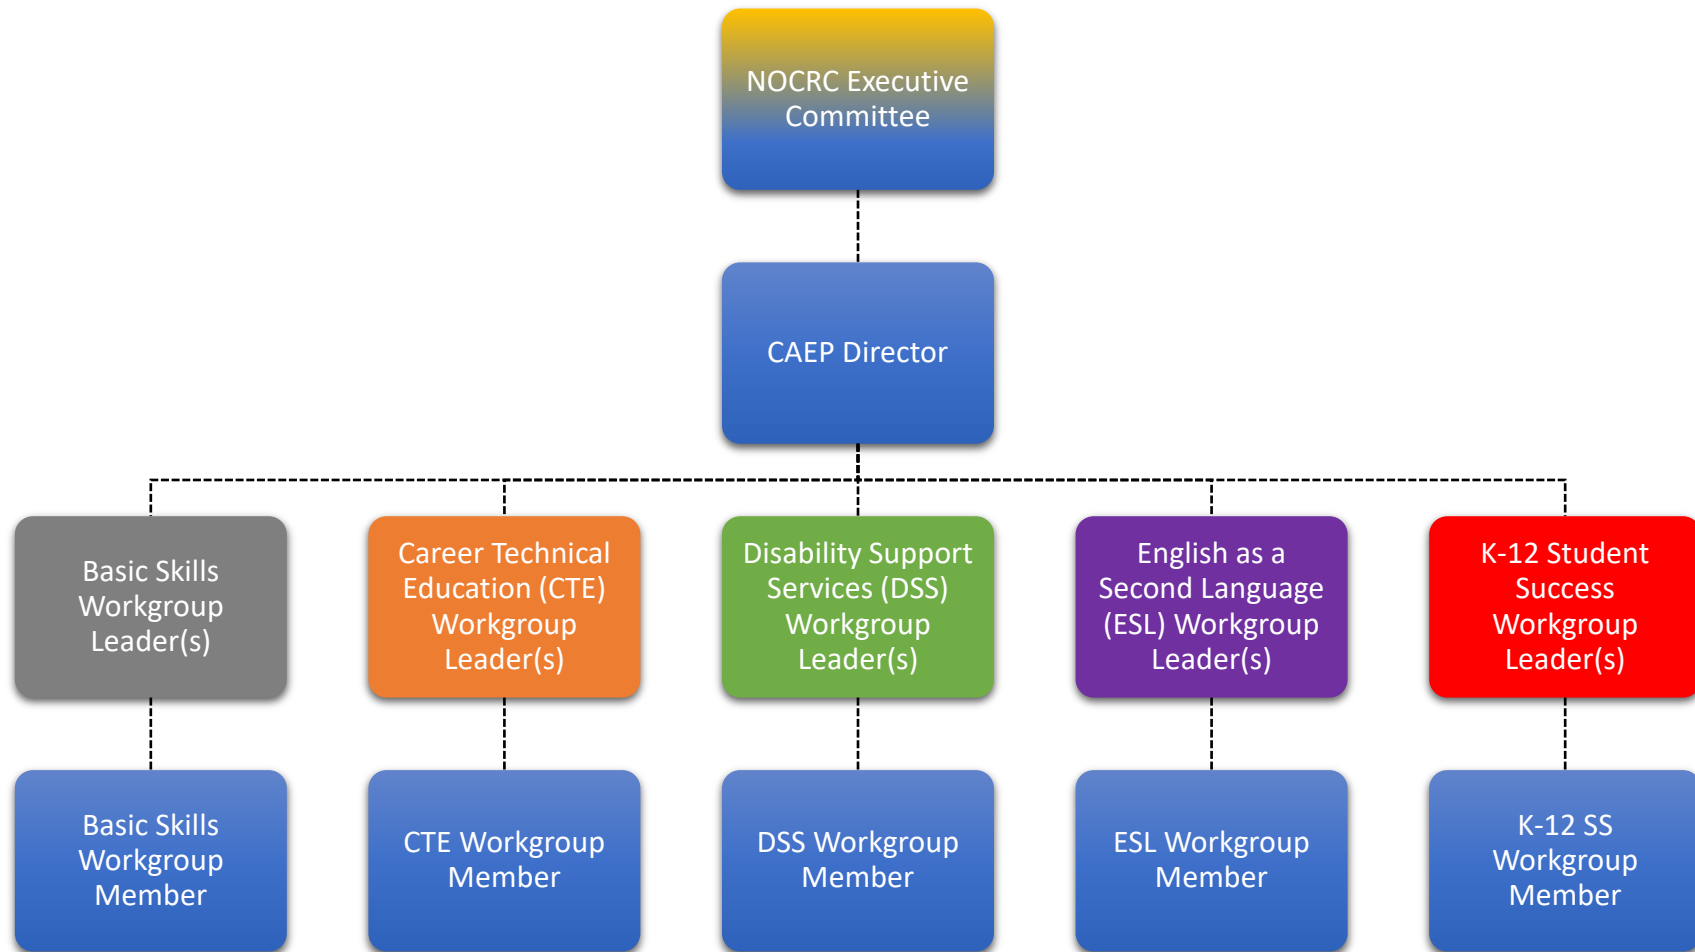 NOCRC Executive
Committee
CAEP Director
Basic Skills
Workgroup
Leader(s)
Career Technical
Education (CTE)
Workgroup
Leader(s)
Disability Support
Services (DSS)
Workgroup
Leader(s)
English as a
Second Language
(ESL) Workgroup
Leader(s)
K-12 Student
Success
Workgroup
Leader(s)
Basic Skills
Workgroup
Member
CTE Workgroup
Member
DSS Workgroup
Member
ESL Workgroup
Member
K-12 SS
Workgroup
Member